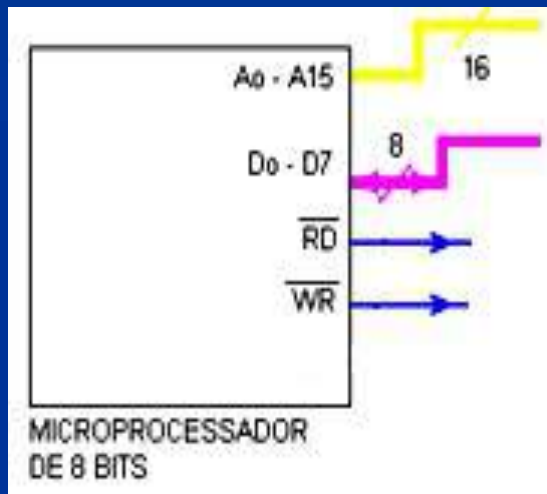 Ao - A15
16
Do - D7
8
RD
WR
MICROPROCESSADOR
DE 8 BITS